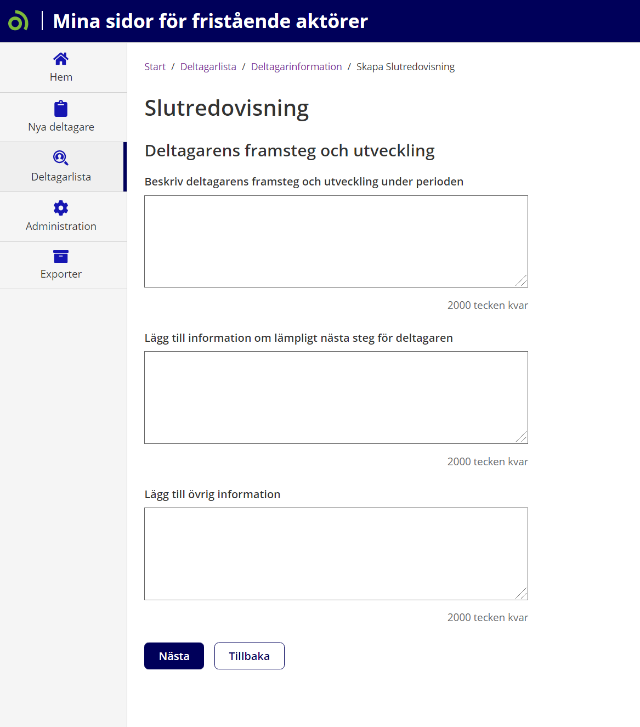 Mina sidor för fristående aktörer
Hem
Nya deltagare
Deltagarlista
Administration
Exporter
Start / Deltagarlista / Deltagarinformation / Skapa Slutredovisning
Slutredovisning
Deltagarens framsteg och utveckling
Beskriv deltagarens framsteg och utveckling under perioden
2000 tecken kvar
Lägg till information om lämpligt nästa steg för deltagaren
2000 tecken kvar
Lägg till övrig information
2000 tecken kvar
Nästa Tillbaka